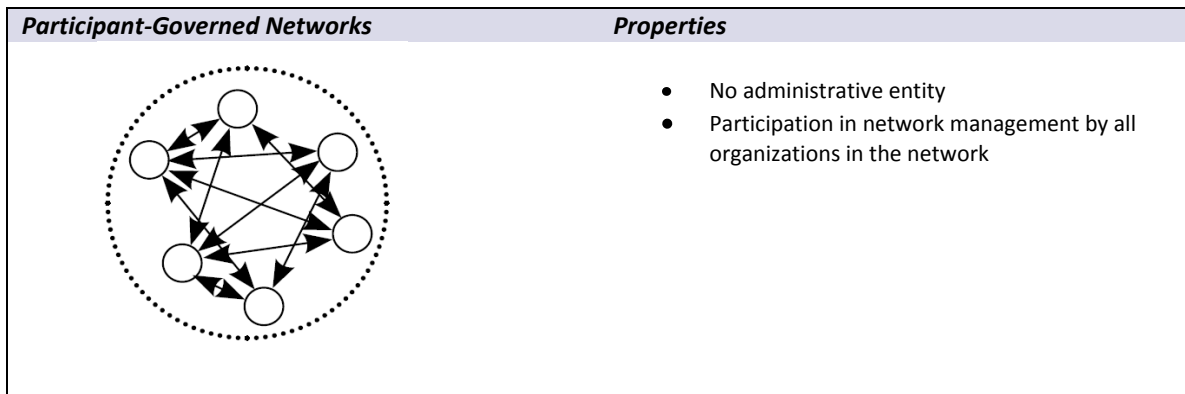 Participant-Governed Networks
Properties
● No administrative entity
● Participation in network management by all
organizations in the network